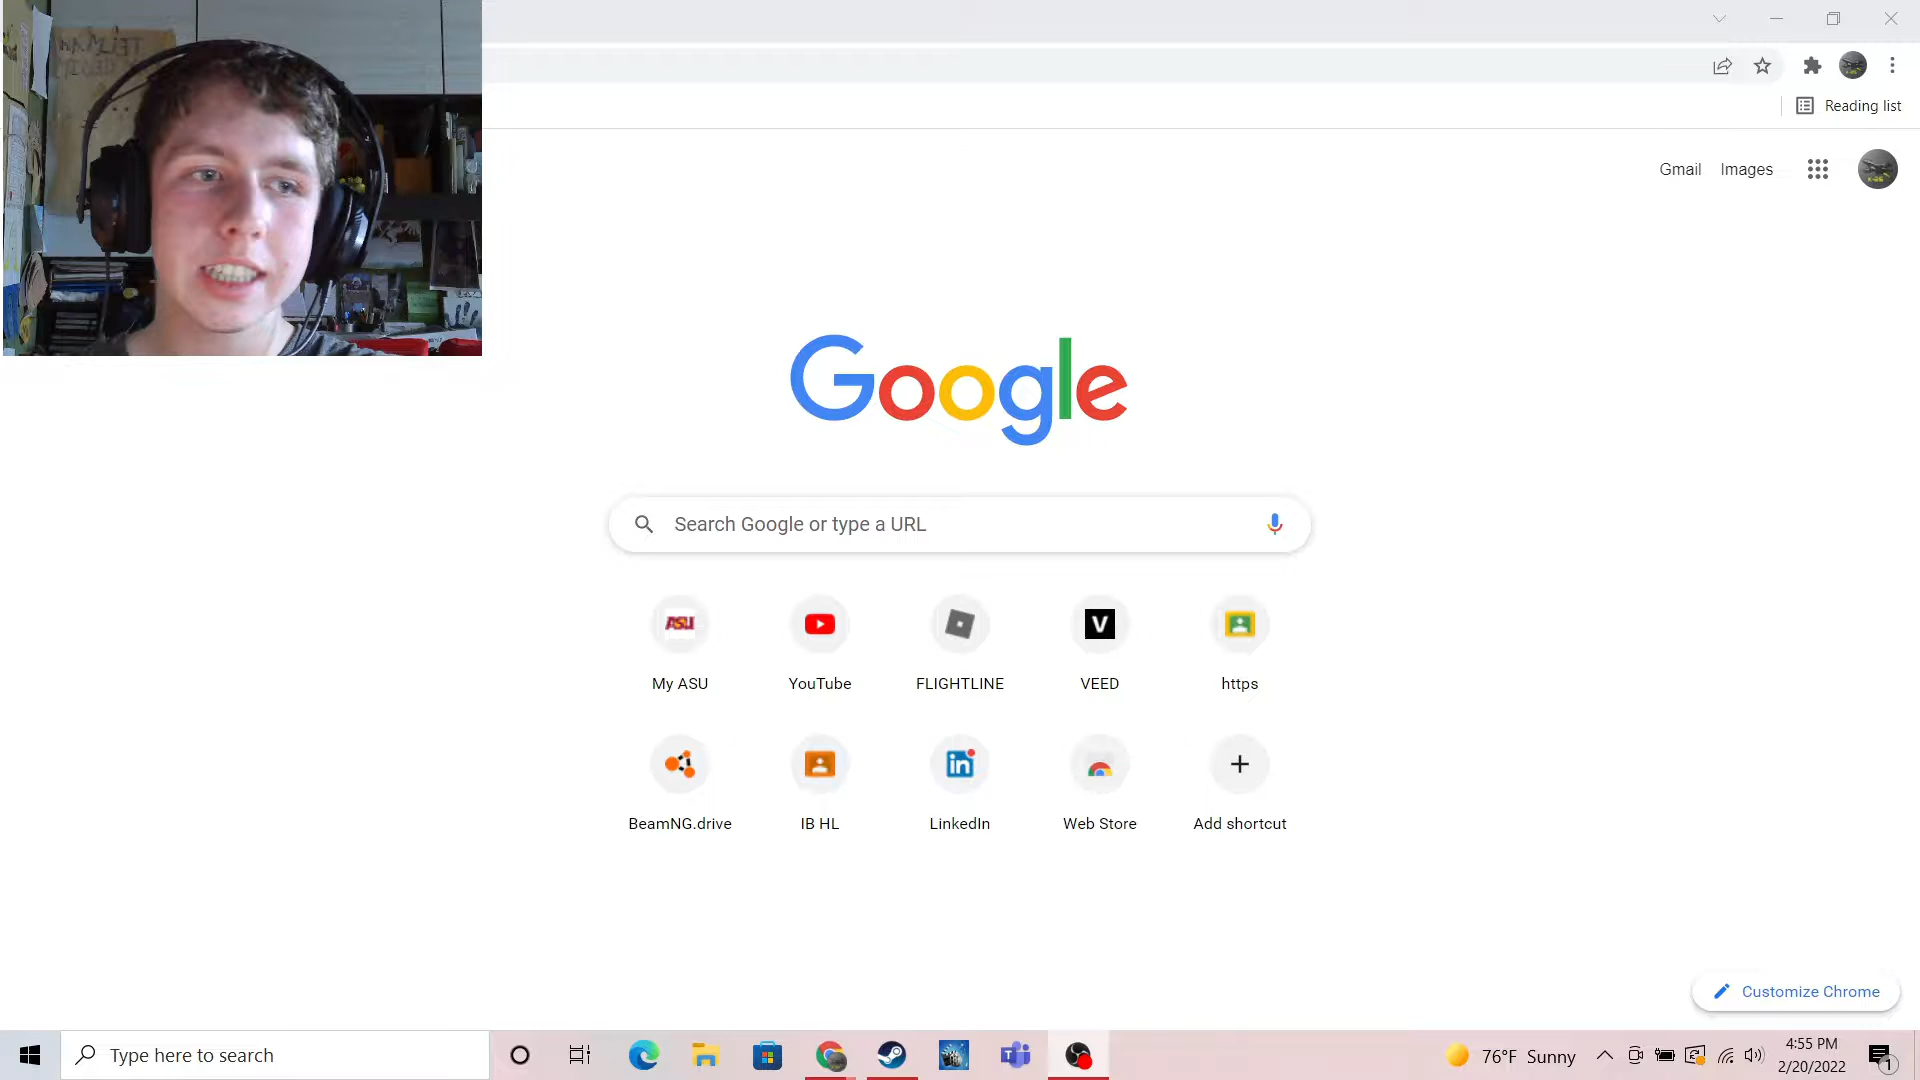 Reading list
Gmail Images
Google
Search Google or type a URL
ASU
V
My ASU YouTube FLIGHTLINE VEED https
in
BeamNG.drive IB HL LinkedIn Web Store Add shortcut
Customize Chrome
Type here to search
76°F Sunny
4:55 PM
2/20/2022
1